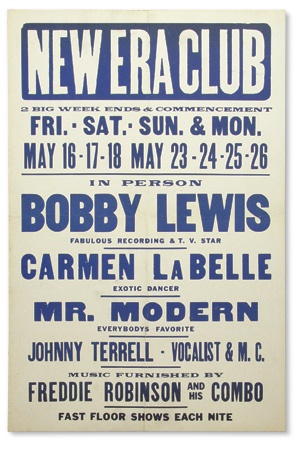 NEW ERA CLUB
2 BIG WEEK ENDS & COMMENCEMENT
FRI. - SAT. - SUN. & MON.
MAY 16-17-18 MAY 23-24-25-26
IN PERSON
BOBBY LEWIS
FABULOUS RECORDING & T. V. STAR
CARMEN LA BELLE
EXOTIC DANCER
MR. MODERN
EVERYBODYS FAVORITE
JOHNNY TERRELL - VOCALIST & M. C.
MUSIC FURNISHED BY
FREDDIE ROBINSON AND HIS COMBO
FAST FLOOR SHOWS EACH NITE